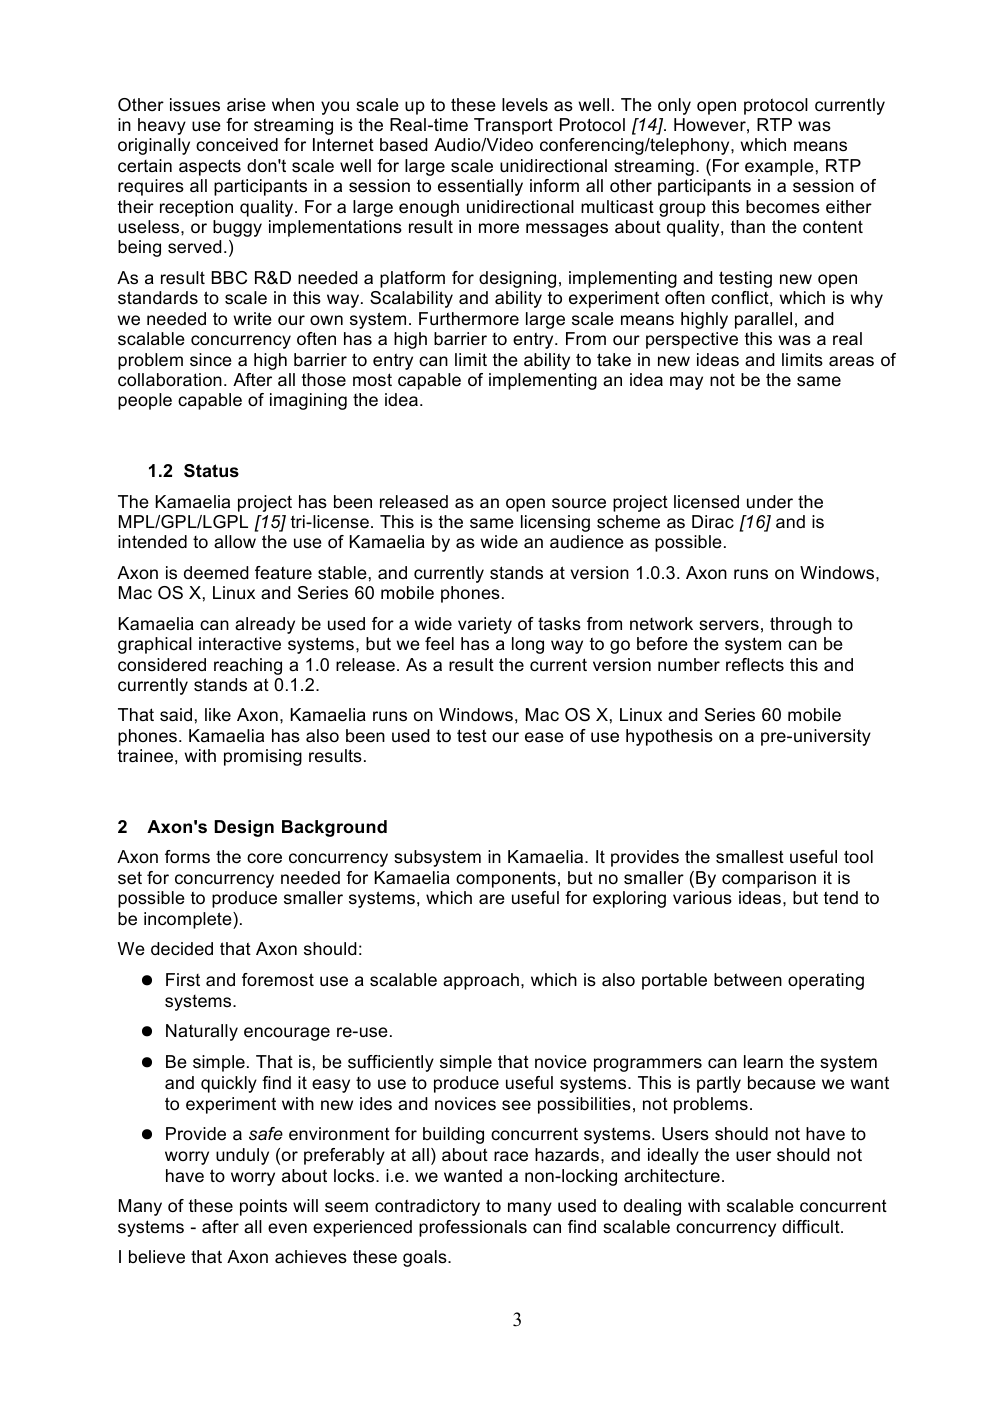 Other issues arise when you scale up to these levels as well. The only open protocol currently
in heavy use for streaming is the Real-time Transport Protocol [14]. However, RTP was
originally conceived for Internet based Audio/Video conferencing/telephony, which means
certain aspects don't scale well for large scale unidirectional streaming. (For example, RTP
requires all participants in a session to essentially inform all other participants in a session of
their reception quality. For a large enough unidirectional multicast group this becomes either
useless, or buggy implementations result in more messages about quality, than the content
being served.)
As a result BBC R&D needed a platform for designing, implementing and testing new open
standards to scale in this way. Scalability and ability to experiment often conflict, which is why
we needed to write our own system. Furthermore large scale means highly parallel, and
scalable concurrency often has a high barrier to entry. From our perspective this was a real
problem since a high barrier to entry can limit the ability to take in new ideas and limits areas of
collaboration. After all those most capable of implementing an idea may not be the same
people capable of imagining the idea.
1.2 Status
The Kamaelia project has been released as an open source project licensed under the
MPL/GPL/LGPL [15] tri-license. This is the same licensing scheme as Dirac [16] and is
intended to allow the use of Kamaelia by as wide an audience as possible.
Axon is deemed feature stable, and currently stands at version 1.0.3. Axon runs on Windows,
Mac OS X, Linux and Series 60 mobile phones.
Kamaelia can already be used for a wide variety of tasks from network servers, through to
graphical interactive systems, but we feel has a long way to go before the system can be
considered reaching a 1.0 release. As a result the current version number reflects this and
currently stands at 0.1.2.
That said, like Axon, Kamaelia runs on Windows, Mac OS X, Linux and Series 60 mobile
phones. Kamaelia has also been used to test our ease of use hypothesis on a pre-university
trainee, with promising results.
2 Axon's Design Background
Axon forms the core concurrency subsystem in Kamaelia. It provides the smallest useful tool
set for concurrency needed for Kamaelia components, but no smaller (By comparison it is
possible to produce smaller systems, which are useful for exploring various ideas, but tend to
be incomplete).
We decided that Axon should:
● First and foremost use a scalable approach, which is also portable between operating
systems.
● Naturally encourage re-use.
● Be simple. That is, be sufficiently simple that novice programmers can learn the system
and quickly find it easy to use to produce useful systems. This is partly because we want
to experiment with new ides and novices see possibilities, not problems.
● Provide a safe environment for building concurrent systems. Users should not have to
worry unduly (or preferably at all) about race hazards, and ideally the user should not
have to worry about locks. i.e. we wanted a non-locking architecture.
Many of these points will seem contradictory to many used to dealing with scalable concurrent
systems - after all even experienced professionals can find scalable concurrency difficult.
I believe that Axon achieves these goals.
3